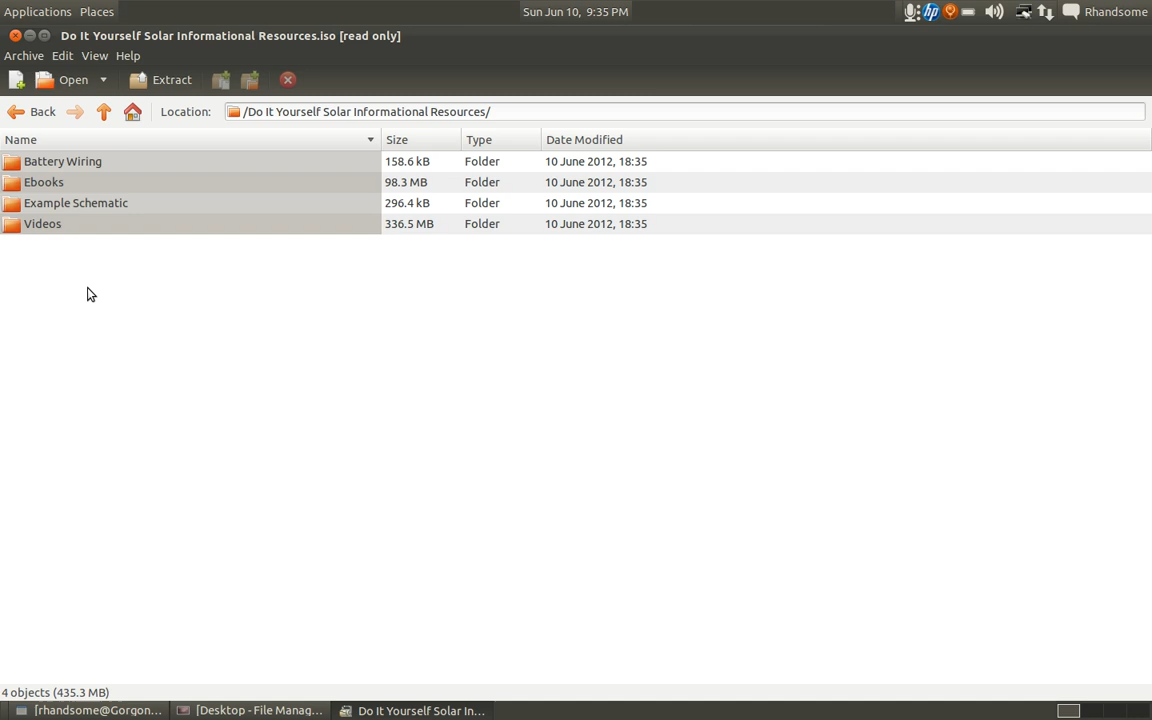 Applications Places Sun Jun 10, 9:35 PM hp Rhandsome
Do It Yourself Solar Informational Resources.iso [read only]
Archive Edit View Help
Open Extract
Back Location: /Do It Yourself Solar Informational Resources/
Name Size Type Date Modified
Battery Wiring 158.6 kB Folder 10 June 2012, 18:35
Ebooks 98.3 MB Folder 10 June 2012, 18:35
Example Schematic 296.4 kB Folder 10 June 2012, 18:35
Videos 336.5 MB Folder 10 June 2012, 18:35
4 objects (435.3 MB)
[rhandsome@Gorgon... [Desktop - File Manag... Do It Yourself Solar In...